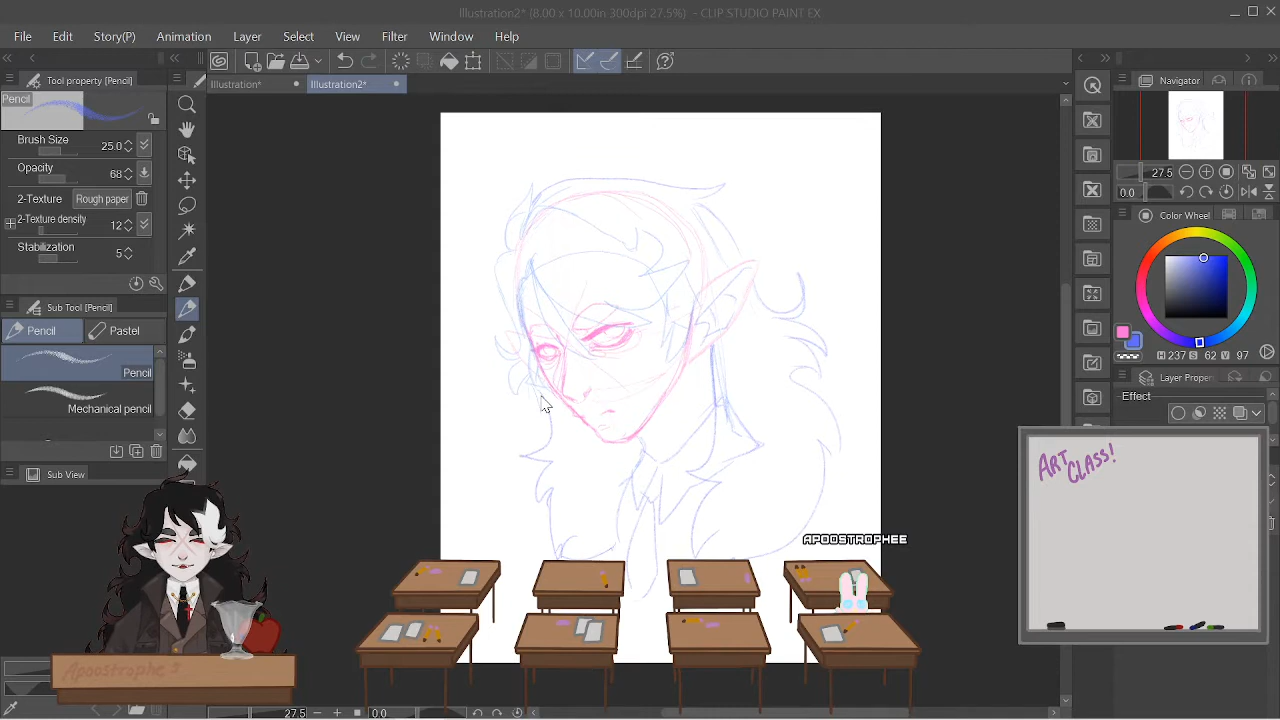 Illustration2* (8.00 x 10.00in 300dpi 27.5%) - CLIP STUDIO PAINT EX
File Edit Story(P) Animation Layer Select View Filter Window Help
Tool property [Pencil]
Illustration*
Illustration2*
Navigator
Pencil
Brush Size 25.0
Opacity 68
2-Texture Rough paper
2-Texture density 12
Stabilization 5
27.5
0.0
Color Wheel
H 237 S 62 V 97
Sub Tool [Pencil]
Pencil Pastel
Pencil
Mechanical pencil
Layer Proper
Effect
Sub View
ART CLASS!
APOOSTROPHEE
Apoostrophe's
27.5
0.0